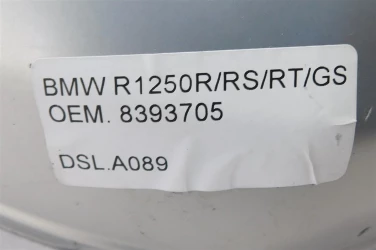 BMW R1250R/RS/RT/GS
OEM. 8393705
DSL.A089